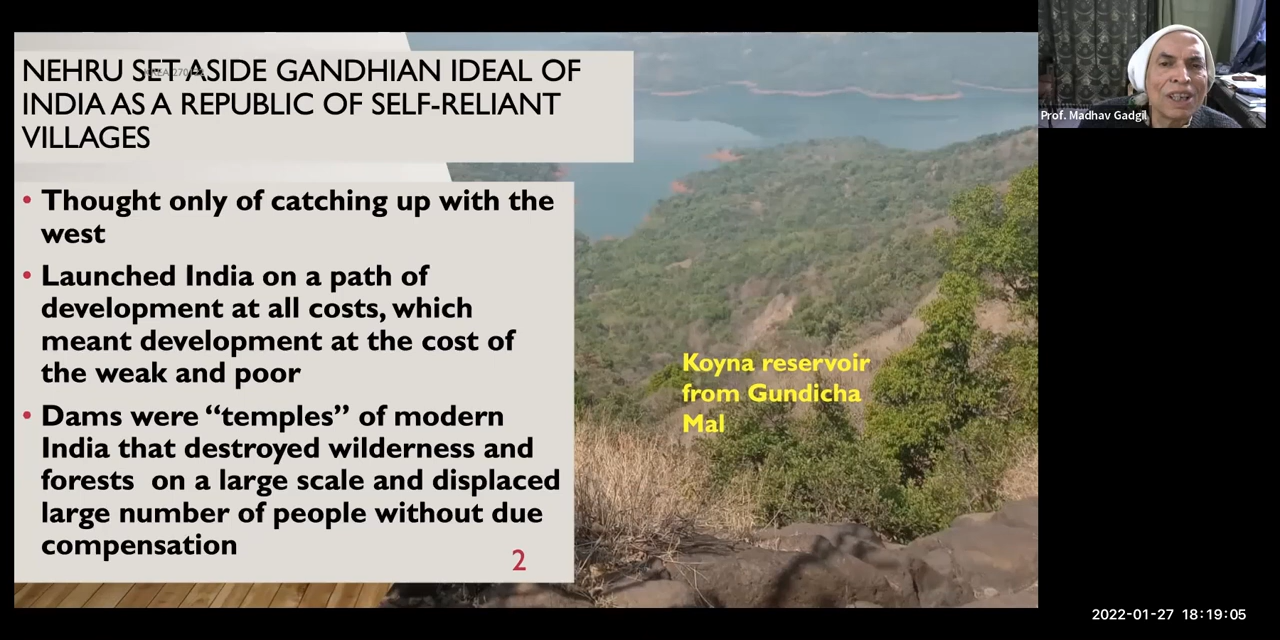 NEHRU SET ASIDE GANDHIAN IDEAL OF
INDIA AS A REPUBLIC OF SELF-RELIANT
VILLAGES
• Thought only of catching up with the
west
• Launched India on a path of
development at all costs, which
meant development at the cost of
the weak and poor
• Dams were “temples” of modern
India that destroyed wilderness and
forests on a large scale and displaced
large number of people without due
compensation
2
Koyna reservoir
from Gundicha
Mal
Prof. Madhav Gadgil
2022-01-27 18:19:05